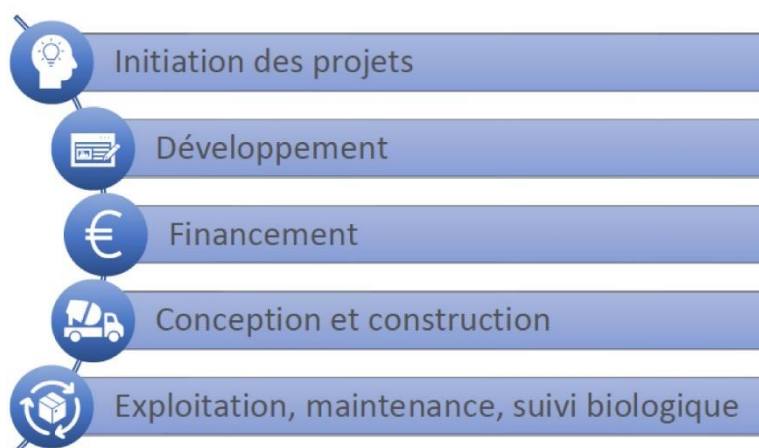 Initiation des projets
Développement
€
Financement
Conception et construction
Exploitation, maintenance, suivi biologique